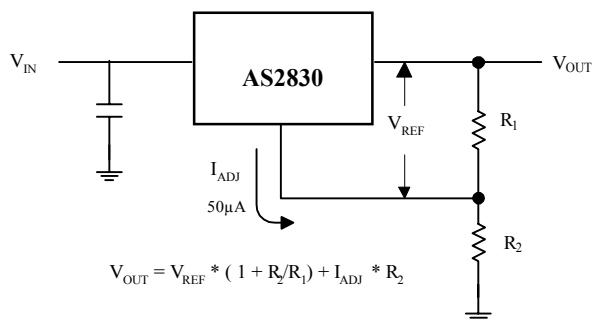 V_IN
AS2830
V_OUT
V_REF
R_1
I_ADJ
50µA
R_2
V_OUT = V_REF * ( 1 + R_2/R_1) + I_ADJ * R_2